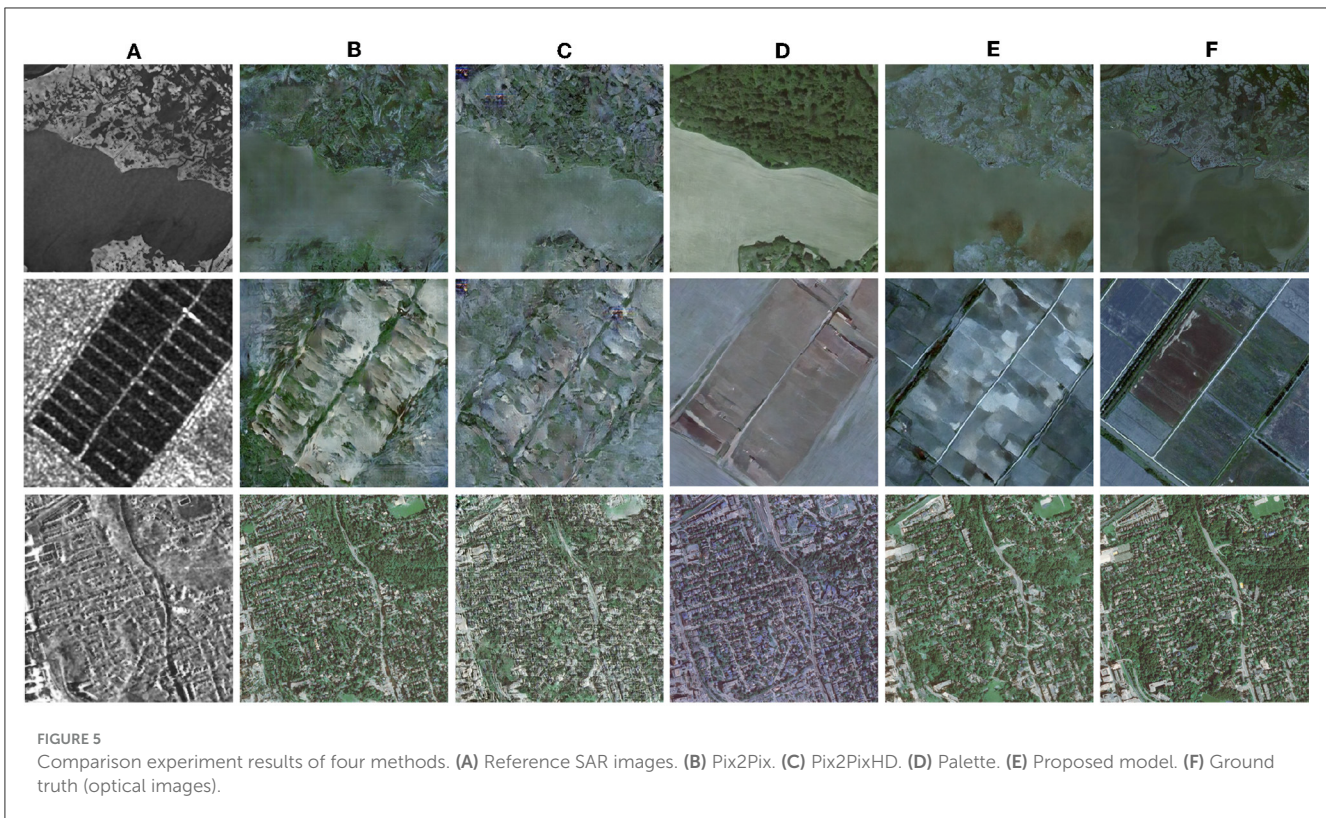 A B C D E F
FIGURE 5
Comparison experiment results of four methods. (A) Reference SAR images. (B) Pix2Pix. (C) Pix2PixHD. (D) Palette. (E) Proposed model. (F) Ground
truth (optical images).